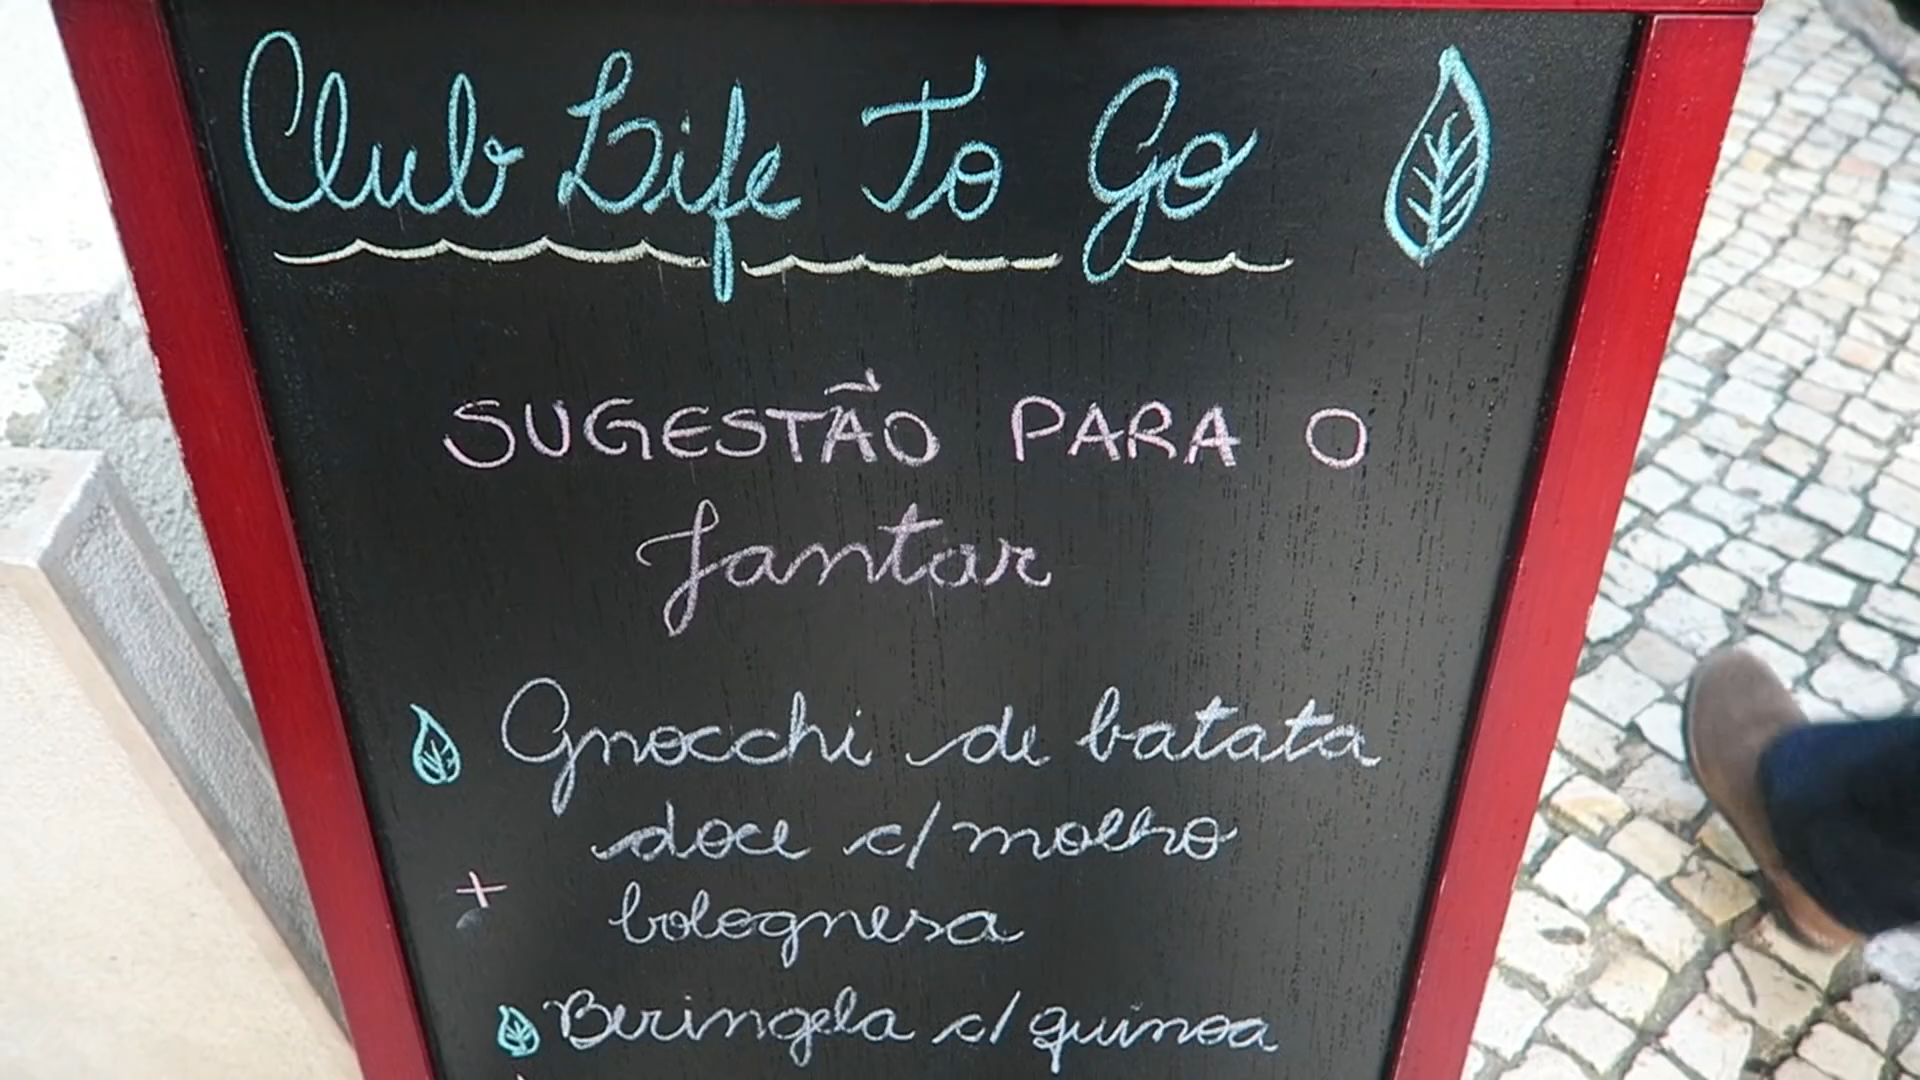 Club Life To Go
SUGESTÃO PARA O
Jantar
Gnocchi de batata
doce c/ molho
+
bolognesa
Beringela c/ quinoa